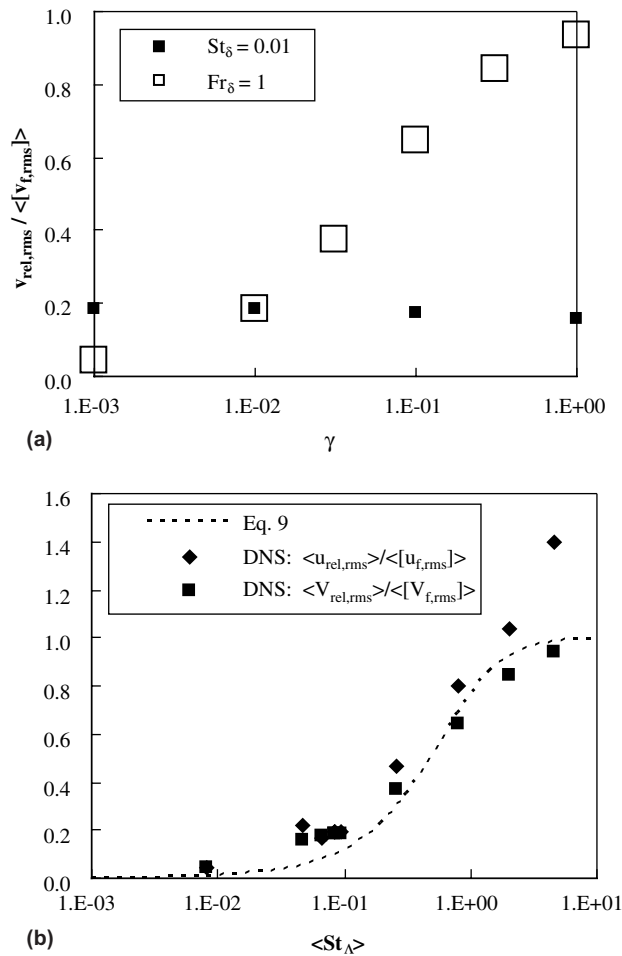 1.0
0.8
0.6
0.4
0.2
0.0
v_rel,rms / <[v_f,rms]>
St_δ = 0.01
Fr_δ = 1
1.E-03 1.E-02 1.E-01 1.E+00
γ
(a)
1.6
1.4
1.2
1.0
0.8
0.6
0.4
0.2
0.0
Eq. 9
DNS: <u_rel,rms>/<[u_f,rms]>
DNS: <V_rel,rms>/<[V_f,rms]>
1.E-03 1.E-02 1.E-01 1.E+00 1.E+01
<St_Λ>
(b)